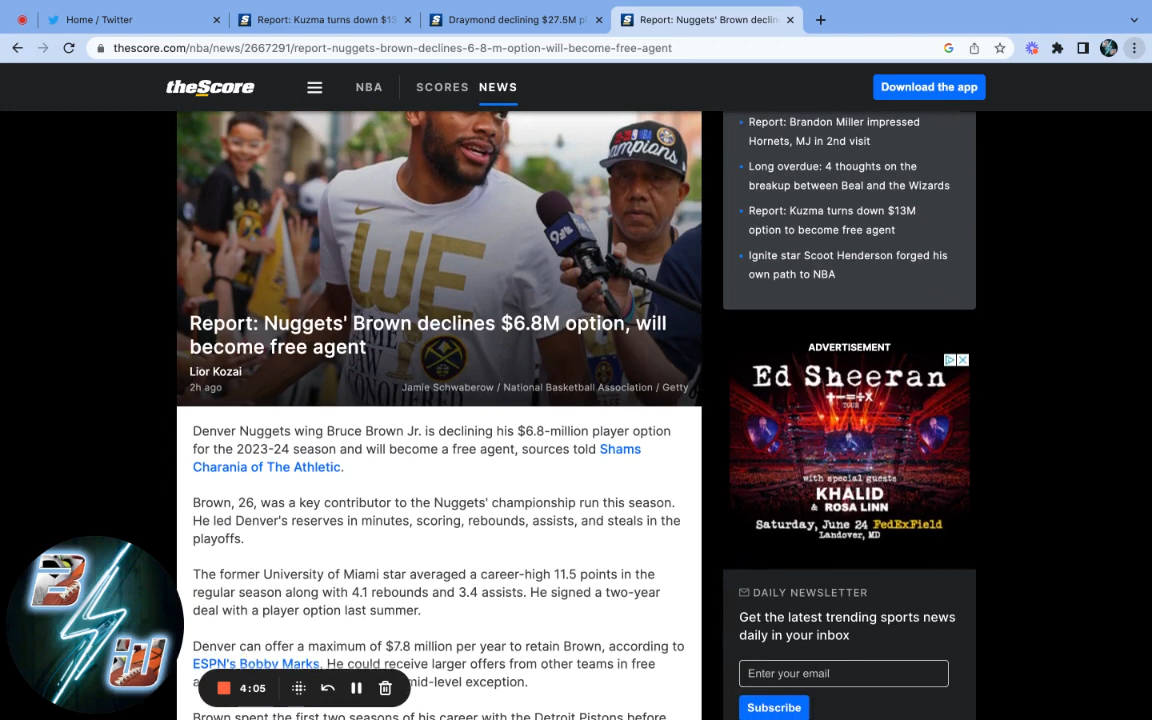 Home / Twitter
Report: Kuzma turns down $13
Draymond declining $27.5M p
Report: Nuggets' Brown declin
thescore.com/nba/news/2667291/report-nuggets-brown-declines-6-8-m-option-will-become-free-agent
theScore
NBA
SCORES
NEWS
Download the app
WE
CHAMPIONS
9
Report: Nuggets' Brown declines $6.8M option, will
become free agent
Lior Kozai
2h ago
Jamie Schwaberow / National Basketball Association / Getty
Denver Nuggets wing Bruce Brown Jr. is declining his $6.8-million player option
for the 2023-24 season and will become a free agent, sources told Shams
Charania of The Athletic.
Brown, 26, was a key contributor to the Nuggets' championship run this season.
He led Denver's reserves in minutes, scoring, rebounds, assists, and steals in the
playoffs.
The former University of Miami star averaged a career-high 11.5 points in the
regular season along with 4.1 rebounds and 3.4 assists. He signed a two-year
deal with a player option last summer.
Denver can offer a maximum of $7.8 million per year to retain Brown, according to
ESPN's Bobby Marks. He could receive larger offers from other teams in free
mid-level exception.
Brown spent the first two seasons of his career with the Detroit Pistons before
4:05
Report: Brandon Miller impressed
Hornets, MJ in 2nd visit
Long overdue: 4 thoughts on the
breakup between Beal and the Wizards
Report: Kuzma turns down $13M
option to become free agent
Ignite star Scoot Henderson forged his
own path to NBA
ADVERTISEMENT
Ed Sheeran
+-=÷×
TOUR
with special guests
KHALID
& ROSA LINN
Saturday, June 24 FedExField
Landover, MD
DAILY NEWSLETTER
Get the latest trending sports news
daily in your inbox
Enter your email
Subscribe